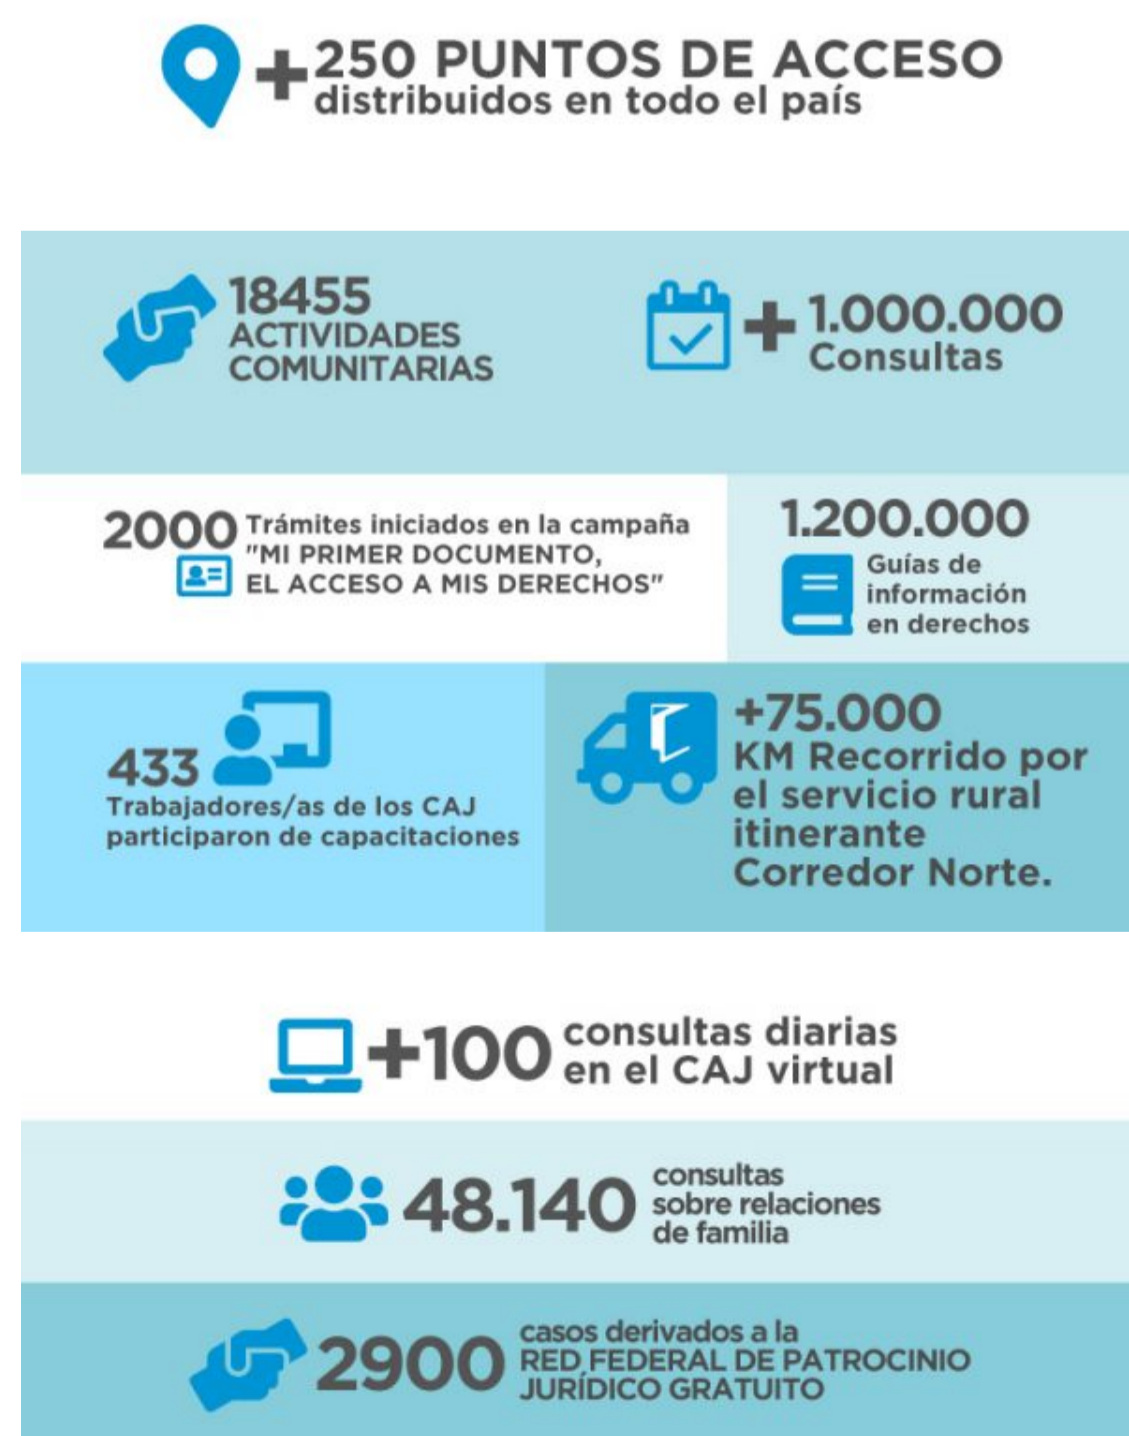 +250 PUNTOS DE ACCESO
distribuidos en todo el país
18455
ACTIVIDADES
COMUNITARIAS
+1.000.000
Consultas
2000 Trámites iniciados en la campaña
"MI PRIMER DOCUMENTO,
EL ACCESO A MIS DERECHOS"
1.200.000
Guías de
información
en derechos
433
Trabajadores/as de los CAJ
participaron de capacitaciones
+75.000
KM Recorrido por
el servicio rural
itinerante
Corredor Norte.
+100 consultas diarias
en el CAJ virtual
48.140 consultas
sobre relaciones
de familia
2900 casos derivados a la
RED FEDERAL DE PATROCINIO
JURÍDICO GRATUITO